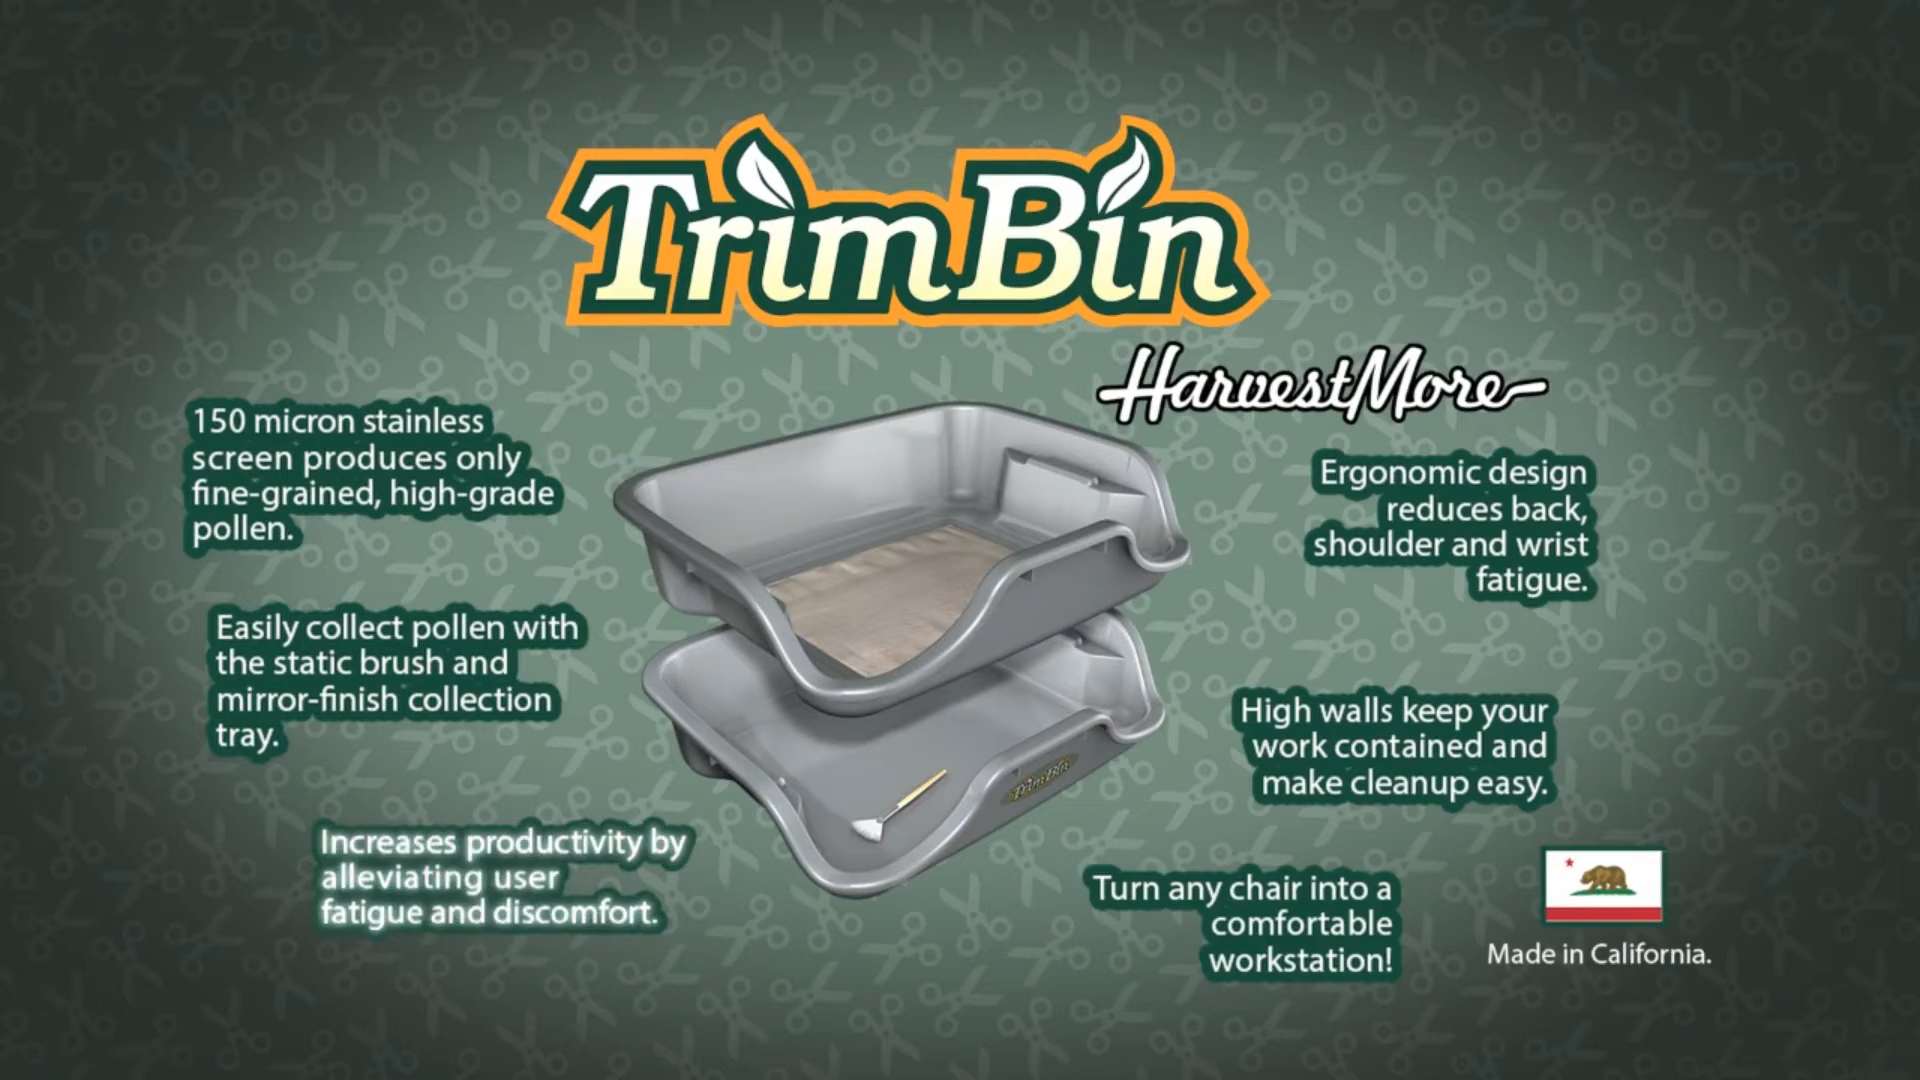 TrimBin
HarvestMore
150 micron stainless
screen produces only
fine-grained, high-grade
pollen.
Easily collect pollen with
the static brush and
mirror-finish collection
tray.
Increases productivity by
alleviating user
fatigue and discomfort.
Ergonomic design
reduces back,
shoulder and wrist
fatigue.
High walls keep your
work contained and
make cleanup easy.
Turn any chair into a
comfortable
workstation!
TrimBin
Made in California.